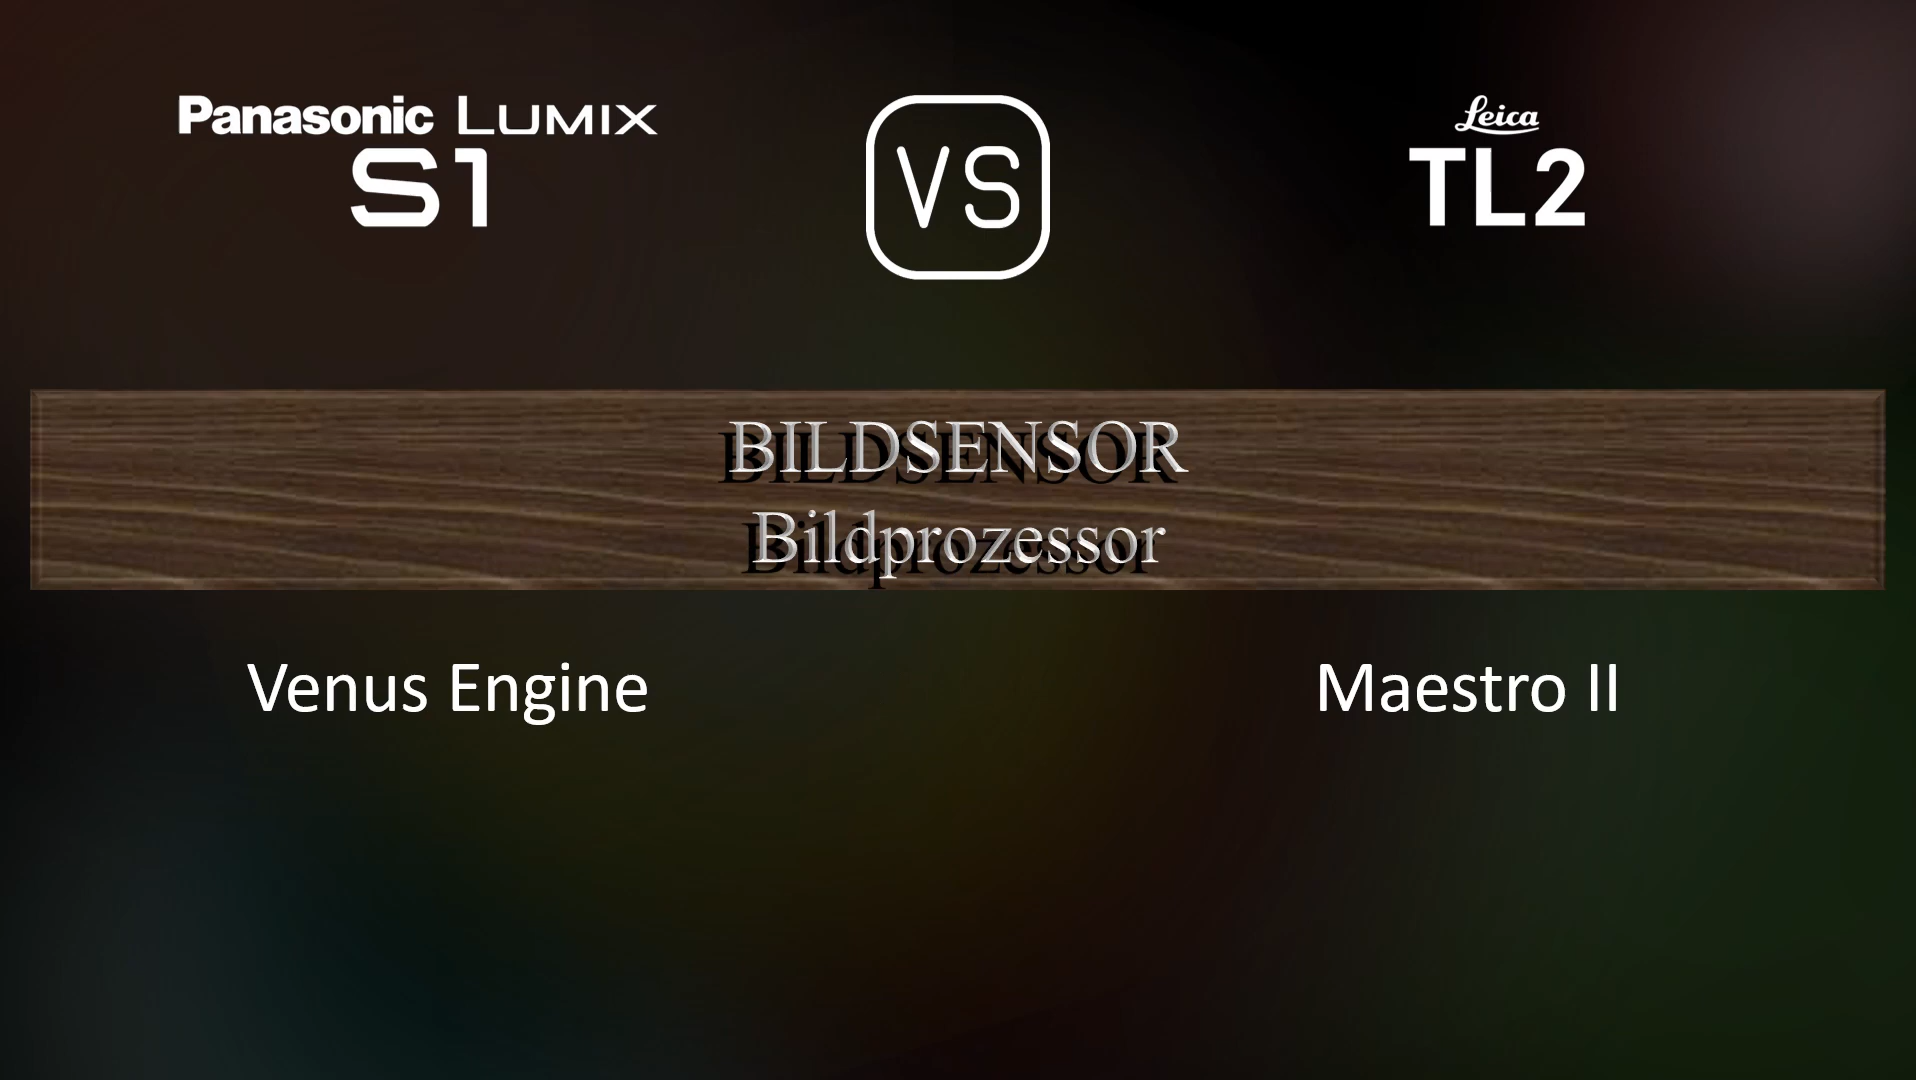 Panasonic LUMIX
S1
VS
Leica
TL2
BILDSENSOR
Bildprozessor
Venus Engine
Maestro II